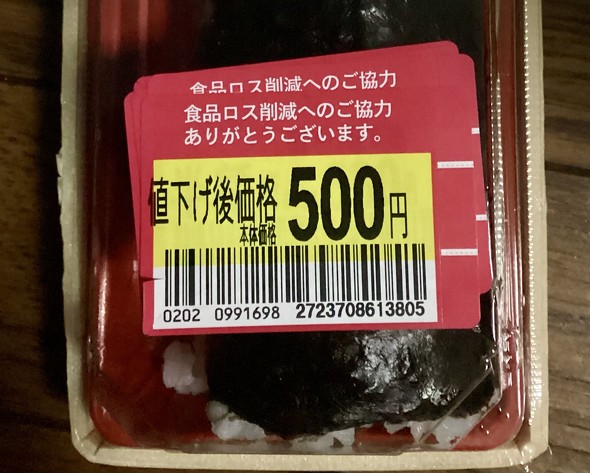 食品ロス削減へのご協力
食品ロス削減へのご協力
ありがとうございます。
値下げ後価格 500円
本体価格
0202 0991698 2723708613805